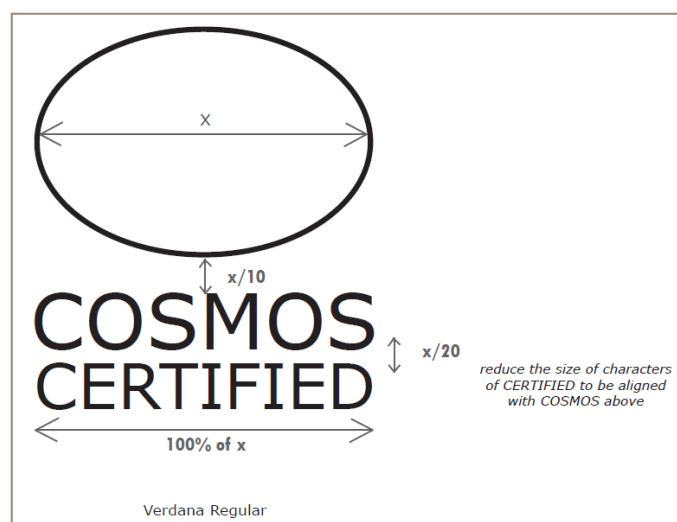 x
x/10
COSMOS
x/20
CERTIFIED
reduce the size of characters
of CERTIFIED to be aligned
with COSMOS above
100% of x
Verdana Regular